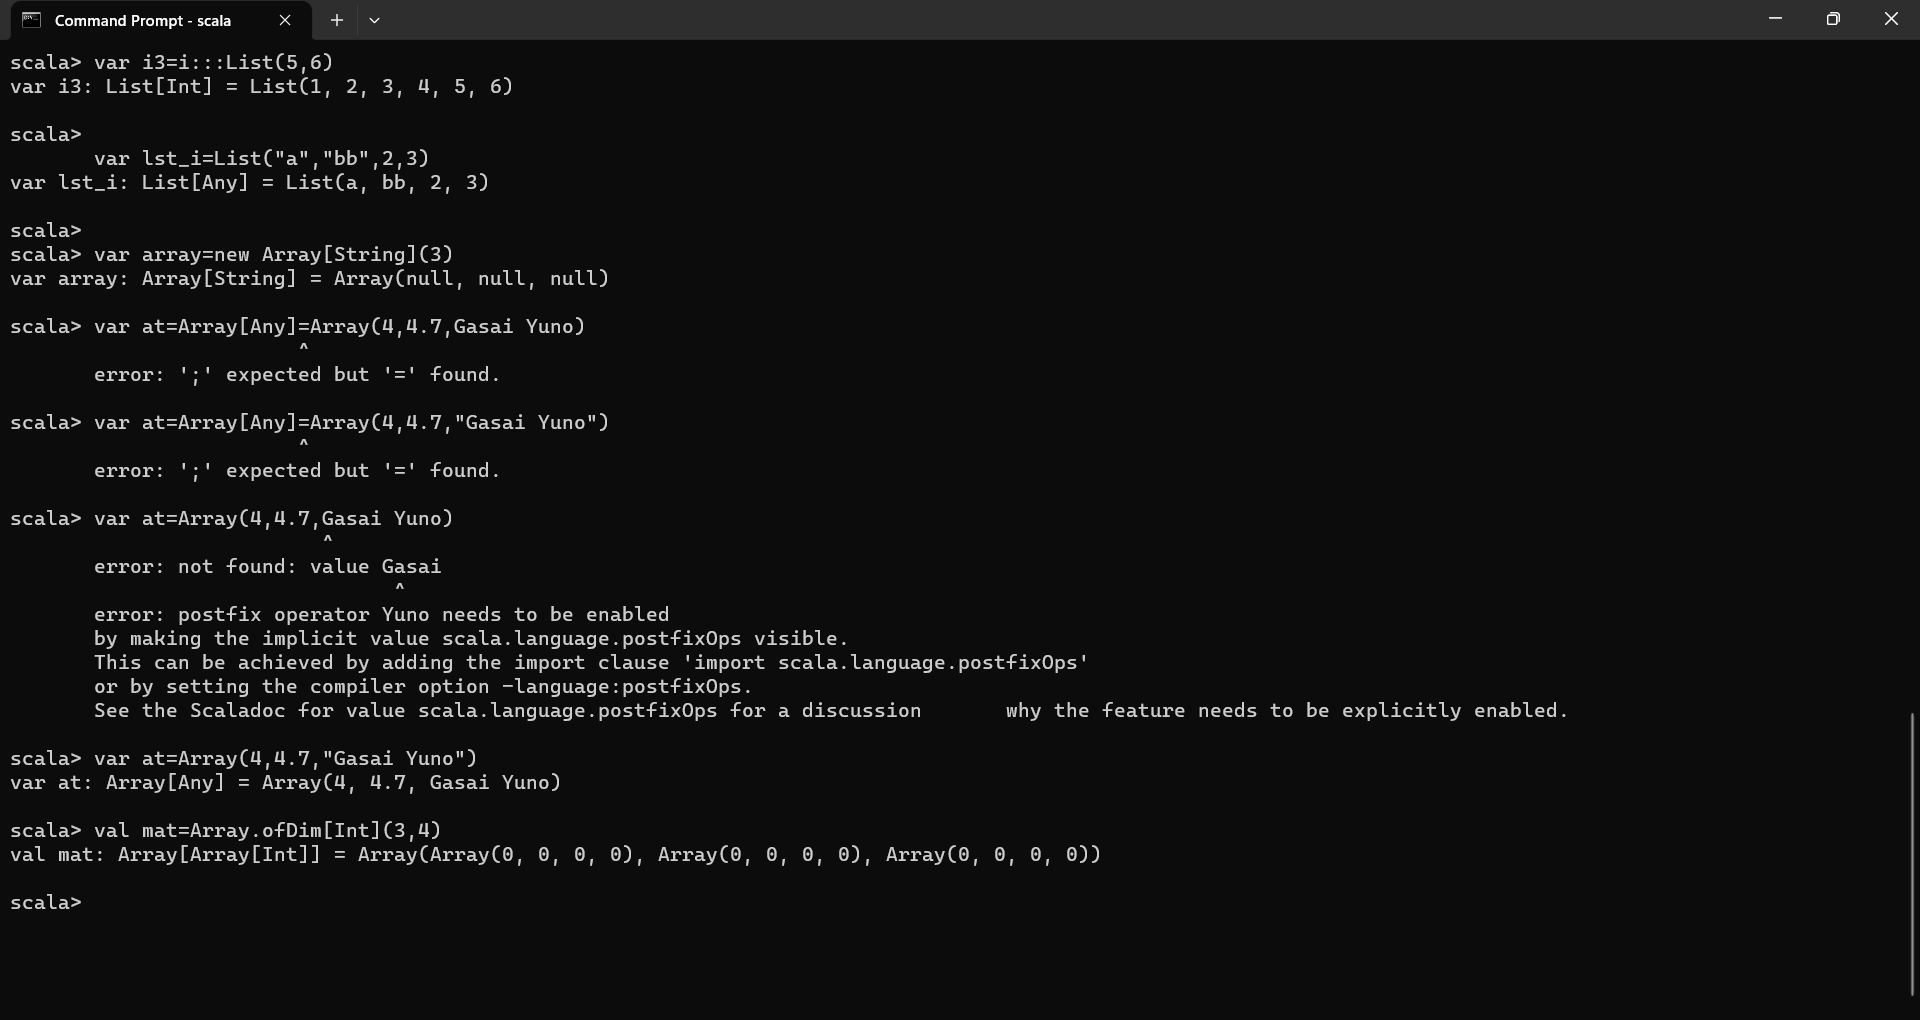 Command Prompt - scala
scala> var i3=i:::List(5,6)
var i3: List[Int] = List(1, 2, 3, 4, 5, 6)
scala>
var lst_i=List("a","bb",2,3)
var lst_i: List[Any] = List(a, bb, 2, 3)
scala>
scala> var array=new Array[String](3)
var array: Array[String] = Array(null, null, null)
scala> var at=Array[Any]=Array(4,4.7,Gasai Yuno)
^
error: ';' expected but '=' found.
scala> var at=Array[Any]=Array(4,4.7,"Gasai Yuno")
^
error: ';' expected but '=' found.
scala> var at=Array(4,4.7,Gasai Yuno)
^
error: not found: value Gasai
^
error: postfix operator Yuno needs to be enabled
by making the implicit value scala.language.postfixOps visible.
This can be achieved by adding the import clause 'import scala.language.postfixOps'
or by setting the compiler option -language:postfixOps.
See the Scaladoc for value scala.language.postfixOps for a discussion       why the feature needs to be explicitly enabled.
scala> var at=Array(4,4.7,"Gasai Yuno")
var at: Array[Any] = Array(4, 4.7, Gasai Yuno)
scala> val mat=Array.ofDim[Int](3,4)
val mat: Array[Array[Int]] = Array(Array(0, 0, 0, 0), Array(0, 0, 0, 0), Array(0, 0, 0, 0))
scala>